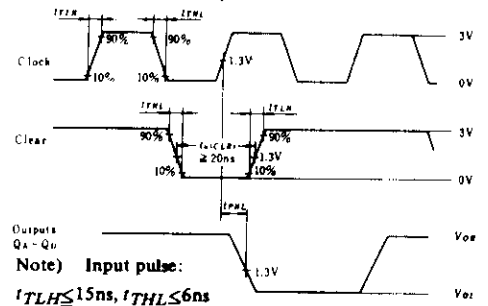 tTLH tTHL
90% 90% 3V
Clock 1.3V
10% 10% 0V
tTHL tTLH
Clear 90% tw(CLR) 90% 3V
≥20ns 1.3V
10% 10% 0V
tPHL
Outputs VOH
QA~QD
Note) Input pulse: 1.3V
tTLH≦15ns, tTHL≦6ns VOL